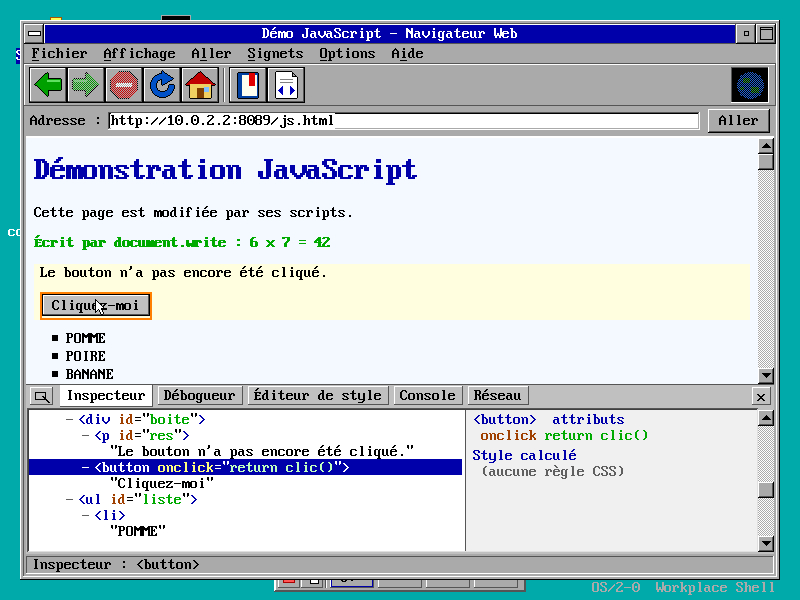 Démo JavaScript - Navigateur Web
Fichier Affichage Aller Signets Options Aide
Adresse : http://10.0.2.2:8089/js.html Aller
Démonstration JavaScript
Cette page est modifiée par ses scripts.
Écrit par document.write : 6 x 7 = 42
Le bouton n'a pas encore été cliqué.
Cliquez-moi
POMME
POIRE
BANANE
Inspecteur Débogueur Éditeur de style Console Réseau
- <div id="boite">
- <p id="res">
"Le bouton n'a pas encore été cliqué."
- <button onclick="return clic()">
"Cliquez-moi"
- <ul id="liste">
- <li>
"POMME"
<button> attributs
onclick return clic()
Style calculé
(aucune règle CSS)
Inspecteur : <button>
OS/2-0 Workplace Shell